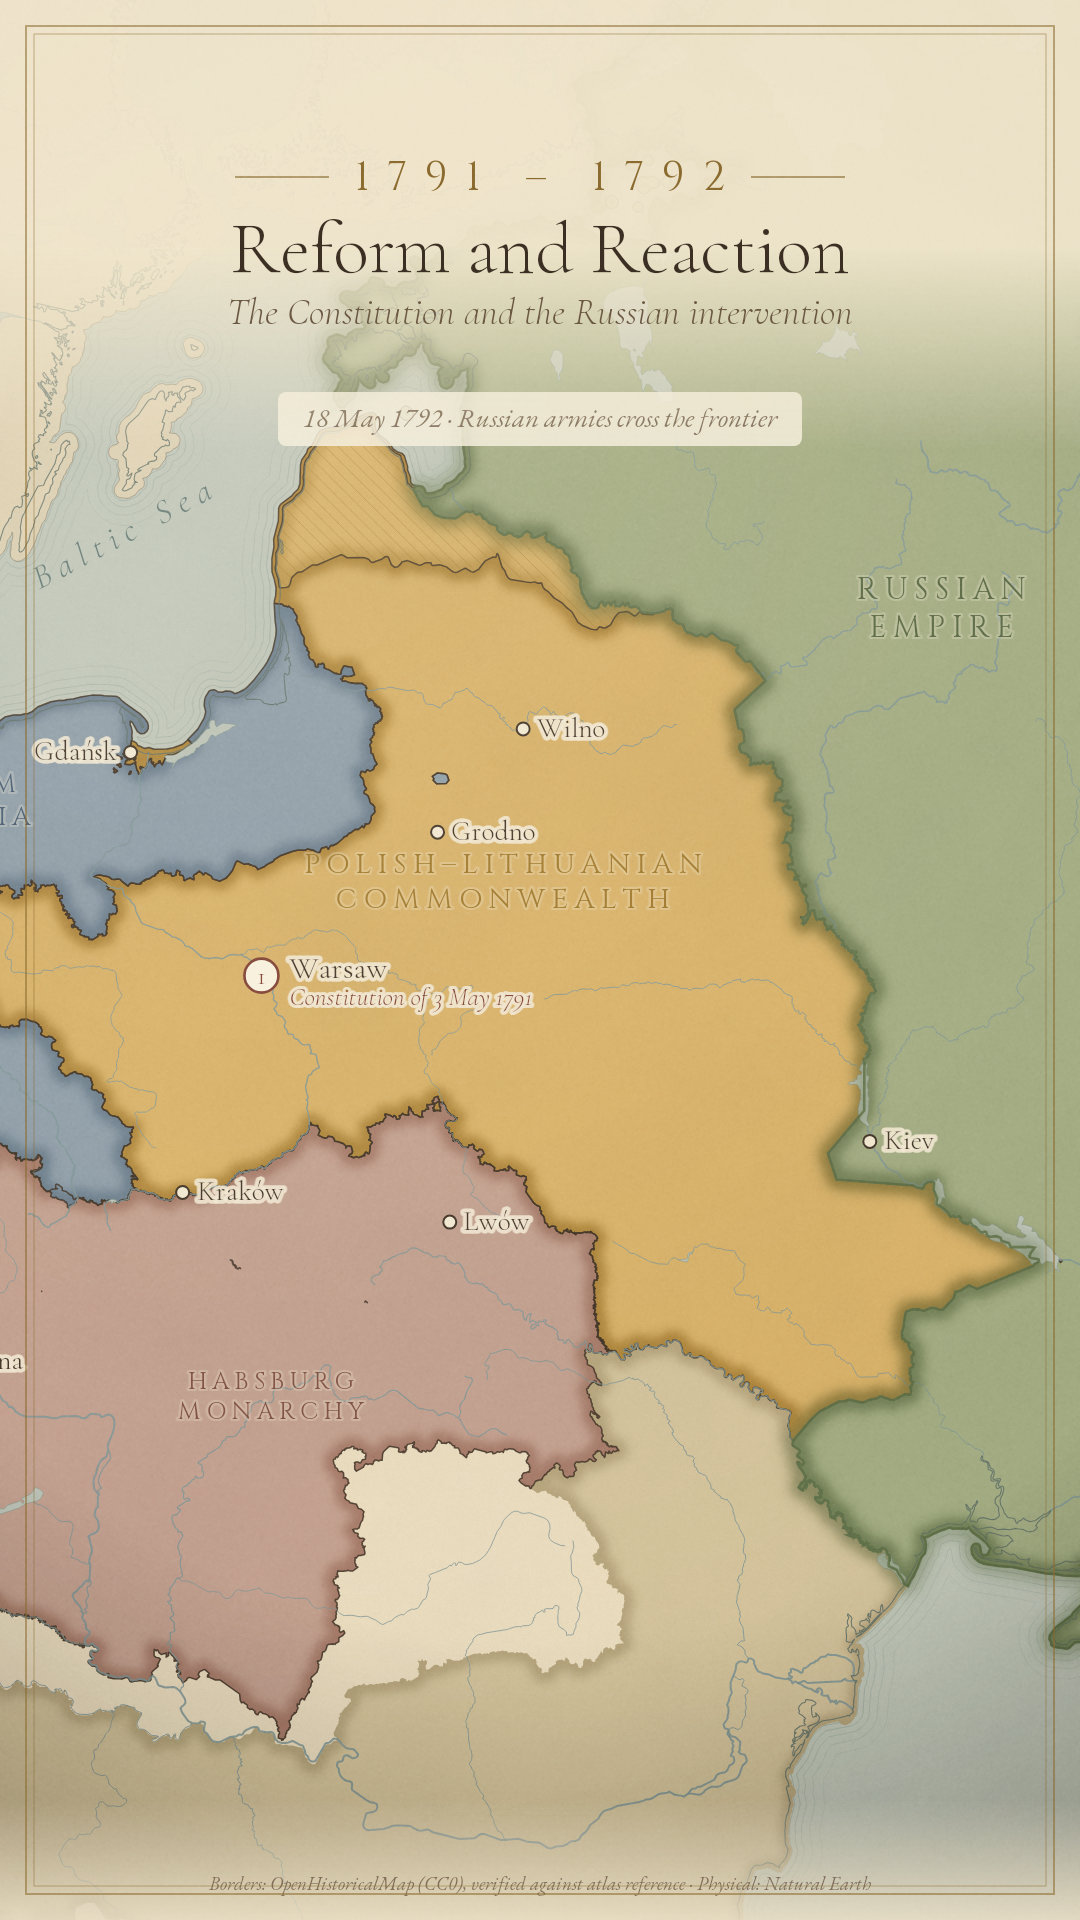 1791 – 1792
Reform and Reaction
The Constitution and the Russian intervention
18 May 1792 · Russian armies cross the frontier
Baltic Sea
RUSSIAN
EMPIRE
Wilno
Gdańsk
M
IA
Grodno
POLISH–LITHUANIAN
COMMONWEALTH
Warsaw
I
Constitution of 3 May 1791
Kiev
Kraków
Lwów
na
HABSBURG
MONARCHY
Borders: OpenHistoricalMap (CC0), verified against atlas reference · Physical: Natural Earth